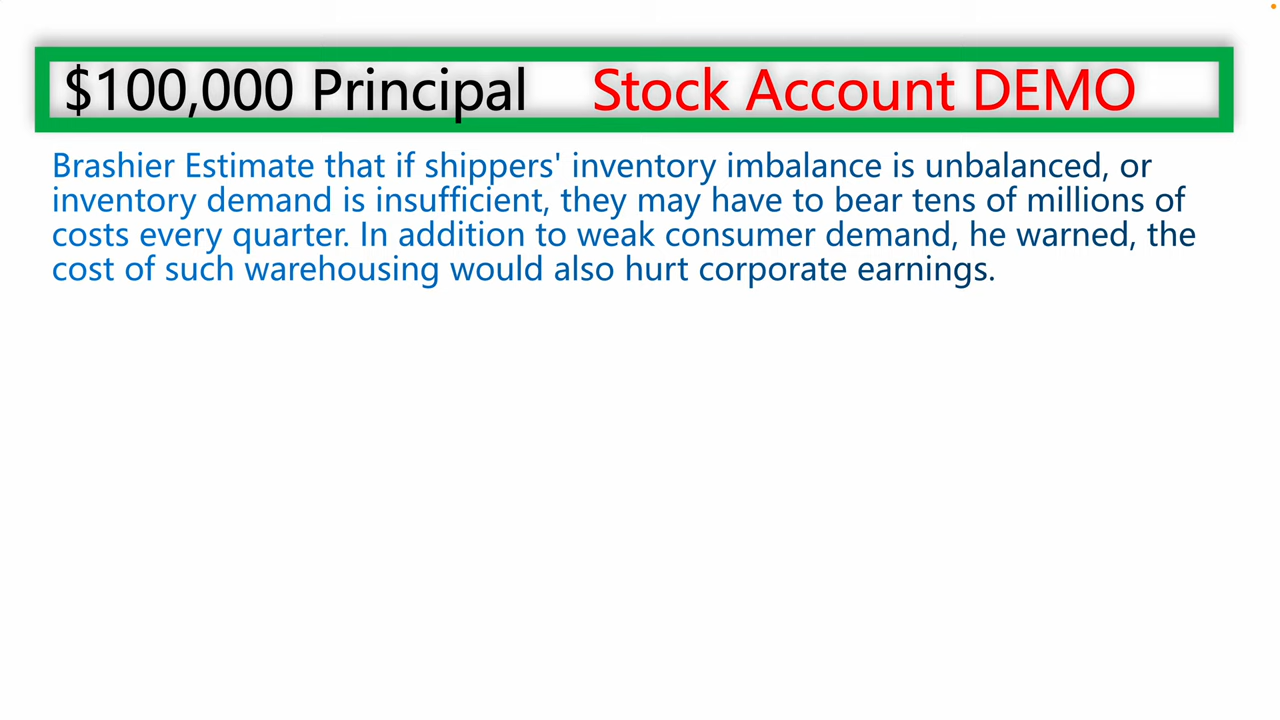 $100,000 Principal Stock Account DEMO
Brashier Estimate that if shippers' inventory imbalance is unbalanced, or
inventory demand is insufficient, they may have to bear tens of millions of
costs every quarter. In addition to weak consumer demand, he warned, the
cost of such warehousing would also hurt corporate earnings.